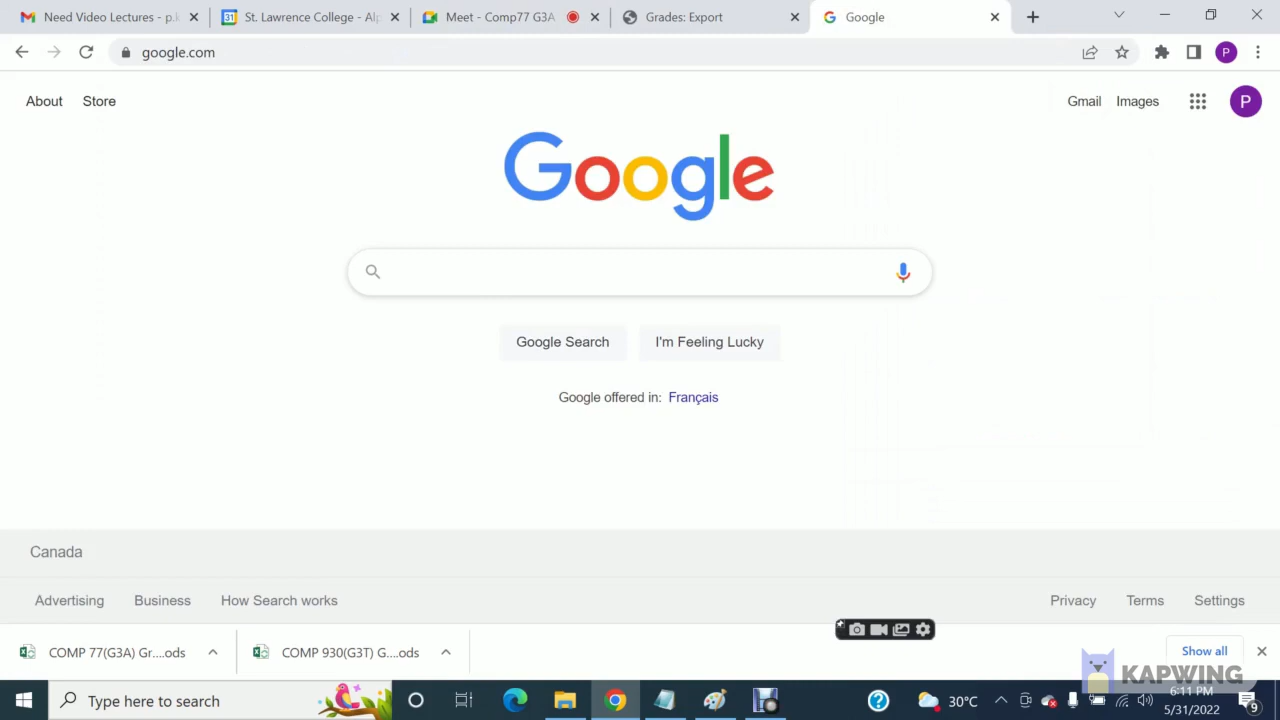 Need Video Lectures - p.k
St. Lawrence College - Alp
Meet - Comp77 G3A
Grades: Export
Google
google.com
P
About Store
Gmail Images
P
Google
Google Search
I'm Feeling Lucky
Google offered in: Français
Canada
Advertising Business How Search works
Privacy Terms Settings
COMP 77(G3A) Gr....ods
COMP 930(G3T) G....ods
Show all
KAPWING
Type here to search
30°C
6:11 PM
5/31/2022
9